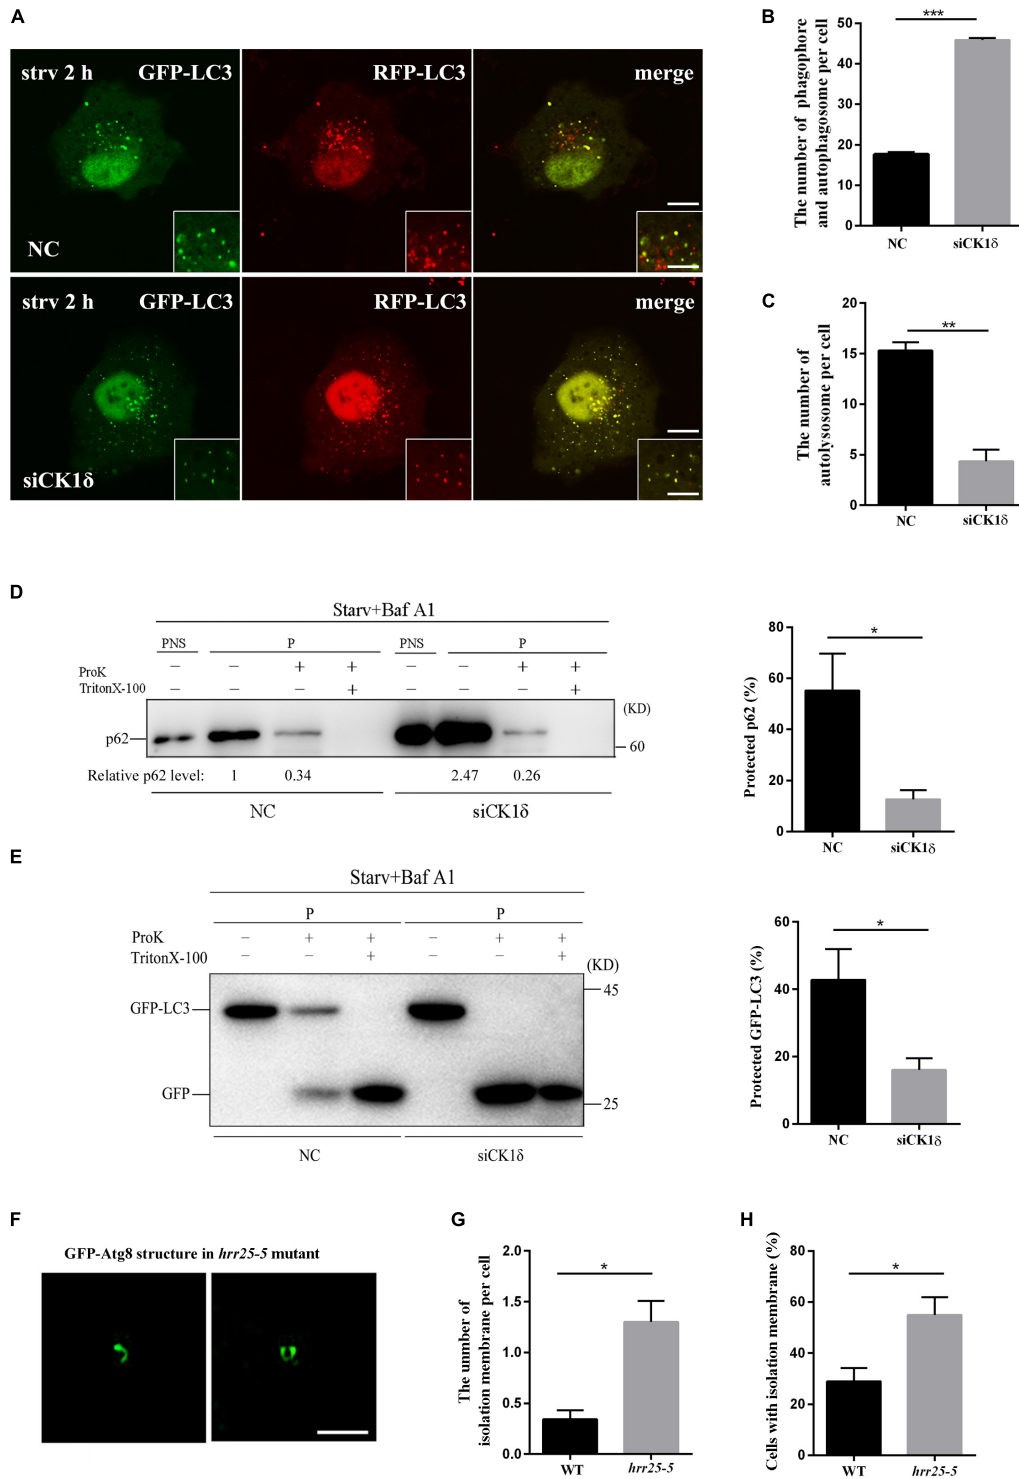 A
strv 2 h GFP-LC3 RFP-LC3 merge
NC
strv 2 h GFP-LC3 RFP-LC3 merge
siCK1δ
B
The number of phagophore
and autophagosome per cell
50
40
30
20
10
0
***
NC siCK1δ
C
The number of
autolysosome per cell
20
15
10
5
0
**
NC siCK1δ
D
Starv+Baf A1
PNS P PNS P
ProK − − + + − − + +
TritonX-100 − − − + − − − +
(KD)
p62
60
Relative p62 level: 1 0.34 2.47 0.26
NC siCK1δ
Protected p62 (%)
80
60
40
20
0
*
NC siCK1δ
E
Starv+Baf A1
P P
ProK − + + − + +
TritonX-100 − − + − − +
(KD)
45
GFP-LC3
GFP
25
NC siCK1δ
Protected GFP-LC3 (%)
60
40
20
0
*
NC siCK1δ
F
GFP-Atg8 structure in hrr25-5 mutant
G
The unmber of
isolation membrane per cell
2.0
1.5
1.0
0.5
0.0
*
WT hrr25-5
H
Cells with isolation membrane (%)
80
60
40
20
0
*
WT hrr25-5